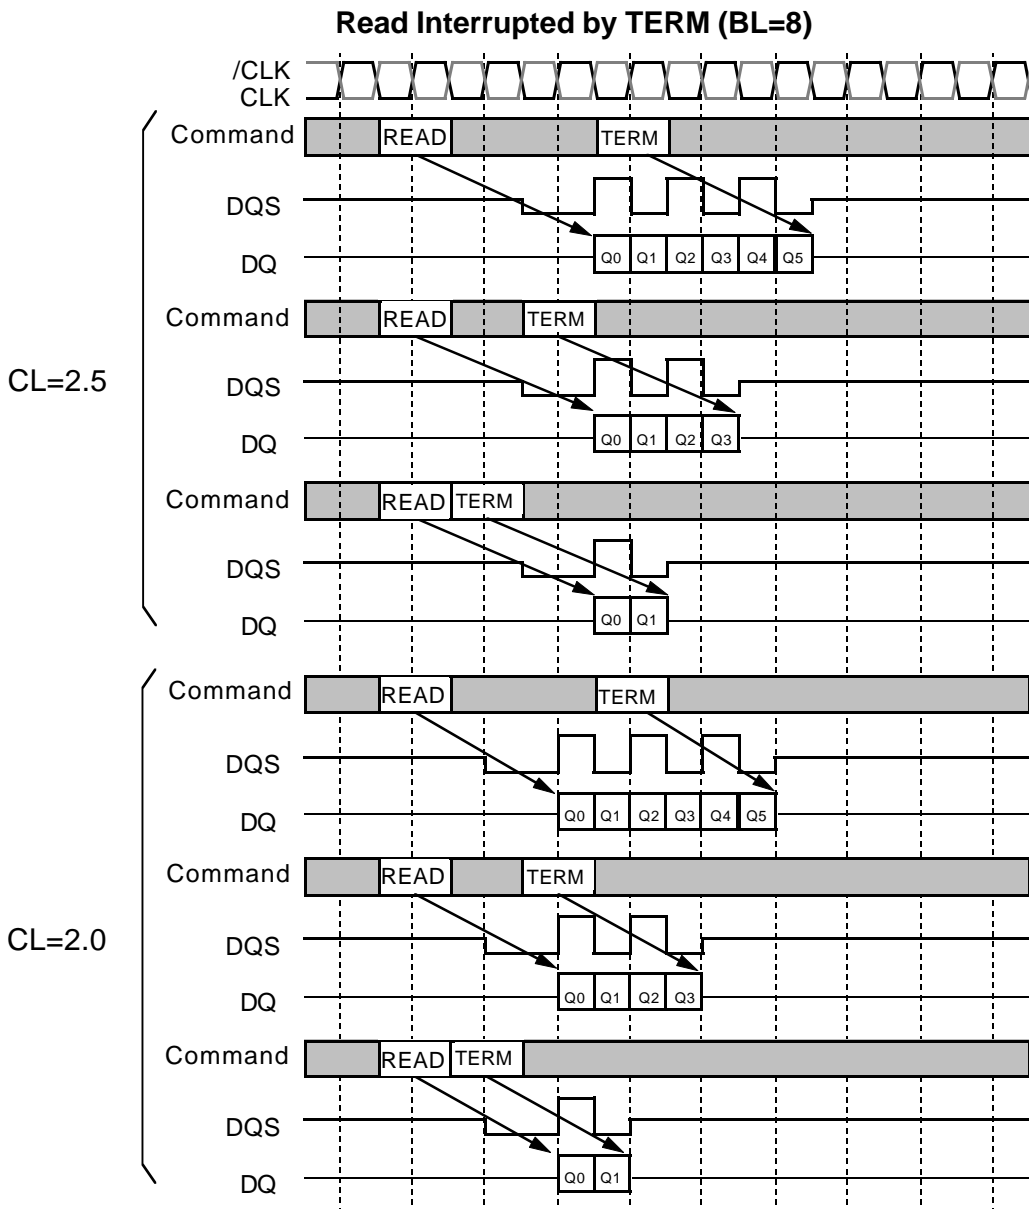 Read Interrupted by TERM (BL=8)
/CLK
CLK
Command READ TERM
DQS
DQ Q0 Q1 Q2 Q3 Q4 Q5
Command READ TERM
CL=2.5
DQS
DQ Q0 Q1 Q2 Q3
Command READ TERM
DQS
DQ Q0 Q1
Command READ TERM
DQS
DQ Q0 Q1 Q2 Q3 Q4 Q5
Command READ TERM
CL=2.0
DQS
DQ Q0 Q1 Q2 Q3
Command READ TERM
DQS
DQ Q0 Q1